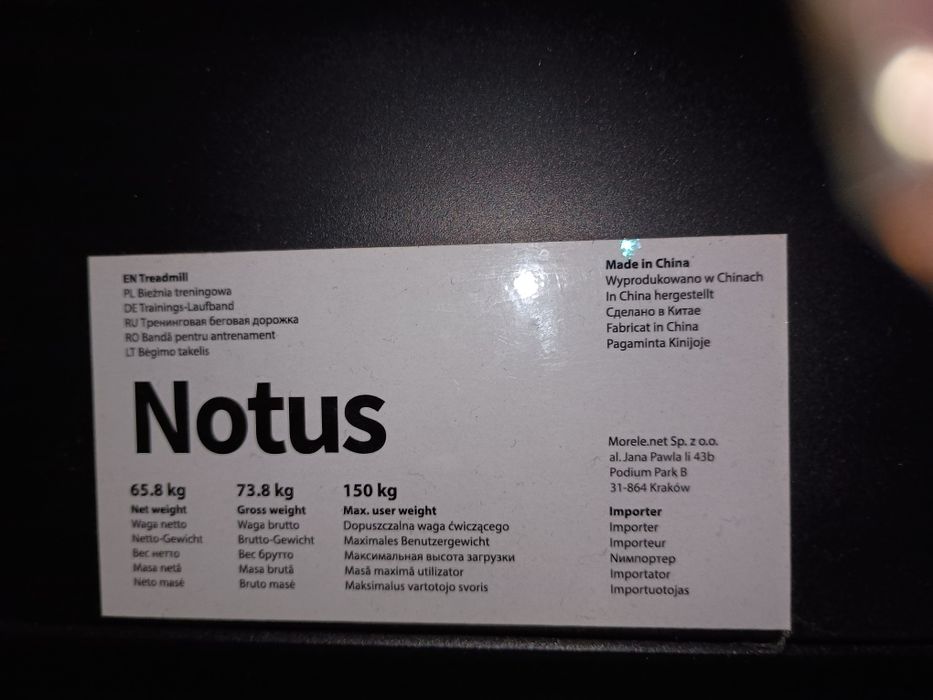 EN Treadmill
PL Bieżnia treningowa
DE Trainings-Laufband
RU Тренинговая беговая дорожка
RO Bandă pentru antrenament
LT Bėgimo takelis
Made in China
Wyprodukowano w Chinach
In China hergestellt
Сделано в Китае
Fabricat in China
Pagaminta Kinijoje
Notus
65.8 kg
Net weight
Waga netto
Netto-Gewicht
Вес нетто
Masa netă
Neto masė
73.8 kg
Gross weight
Waga brutto
Brutto-Gewicht
Вес брутто
Masa brută
Bruto masė
150 kg
Max. user weight
Dopuszczalna waga ćwiczącego
Maximales Benutzergewicht
Максимальная высота загрузки
Masă maximă utilizator
Maksimalus vartotojo svoris
Morele.net Sp. z o.o.
al. Jana Pawla Ii 43b
Podium Park B
31-864 Kraków
Importer
Importer
Importeur
Nмпортер
Importator
Importuotojas